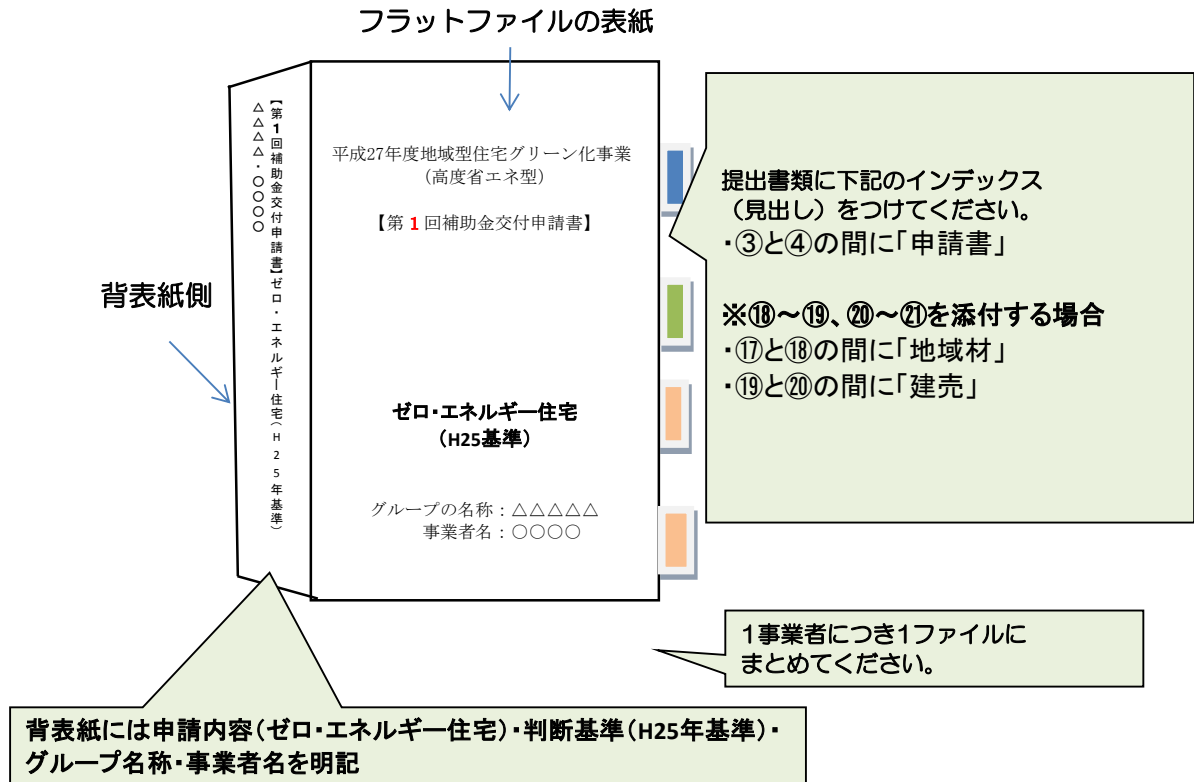 フラットファイルの表紙
【第1回補助金交付申請書】ゼロ・エネルギー住宅(H25年基準)
△△△△・〇〇〇〇
平成27年度地域型住宅グリーン化事業
(高度省エネ型)
【第 1 回補助金交付申請書】
ゼロ・エネルギー住宅
(H25基準)
グループの名称：△△△△△
事業者名：〇〇〇〇
背表紙側
提出書類に下記のインデックス
(見出し)をつけてください。
・③と④の間に「申請書」
※⑱～⑲、⑳～㉑を添付する場合
・⑰と⑱の間に「地域材」
・⑲と⑳の間に「建売」
1事業者につき1ファイルに
まとめてください。
背表紙には申請内容(ゼロ・エネルギー住宅)・判断基準(H25年基準)・
グループ名称・事業者名を明記